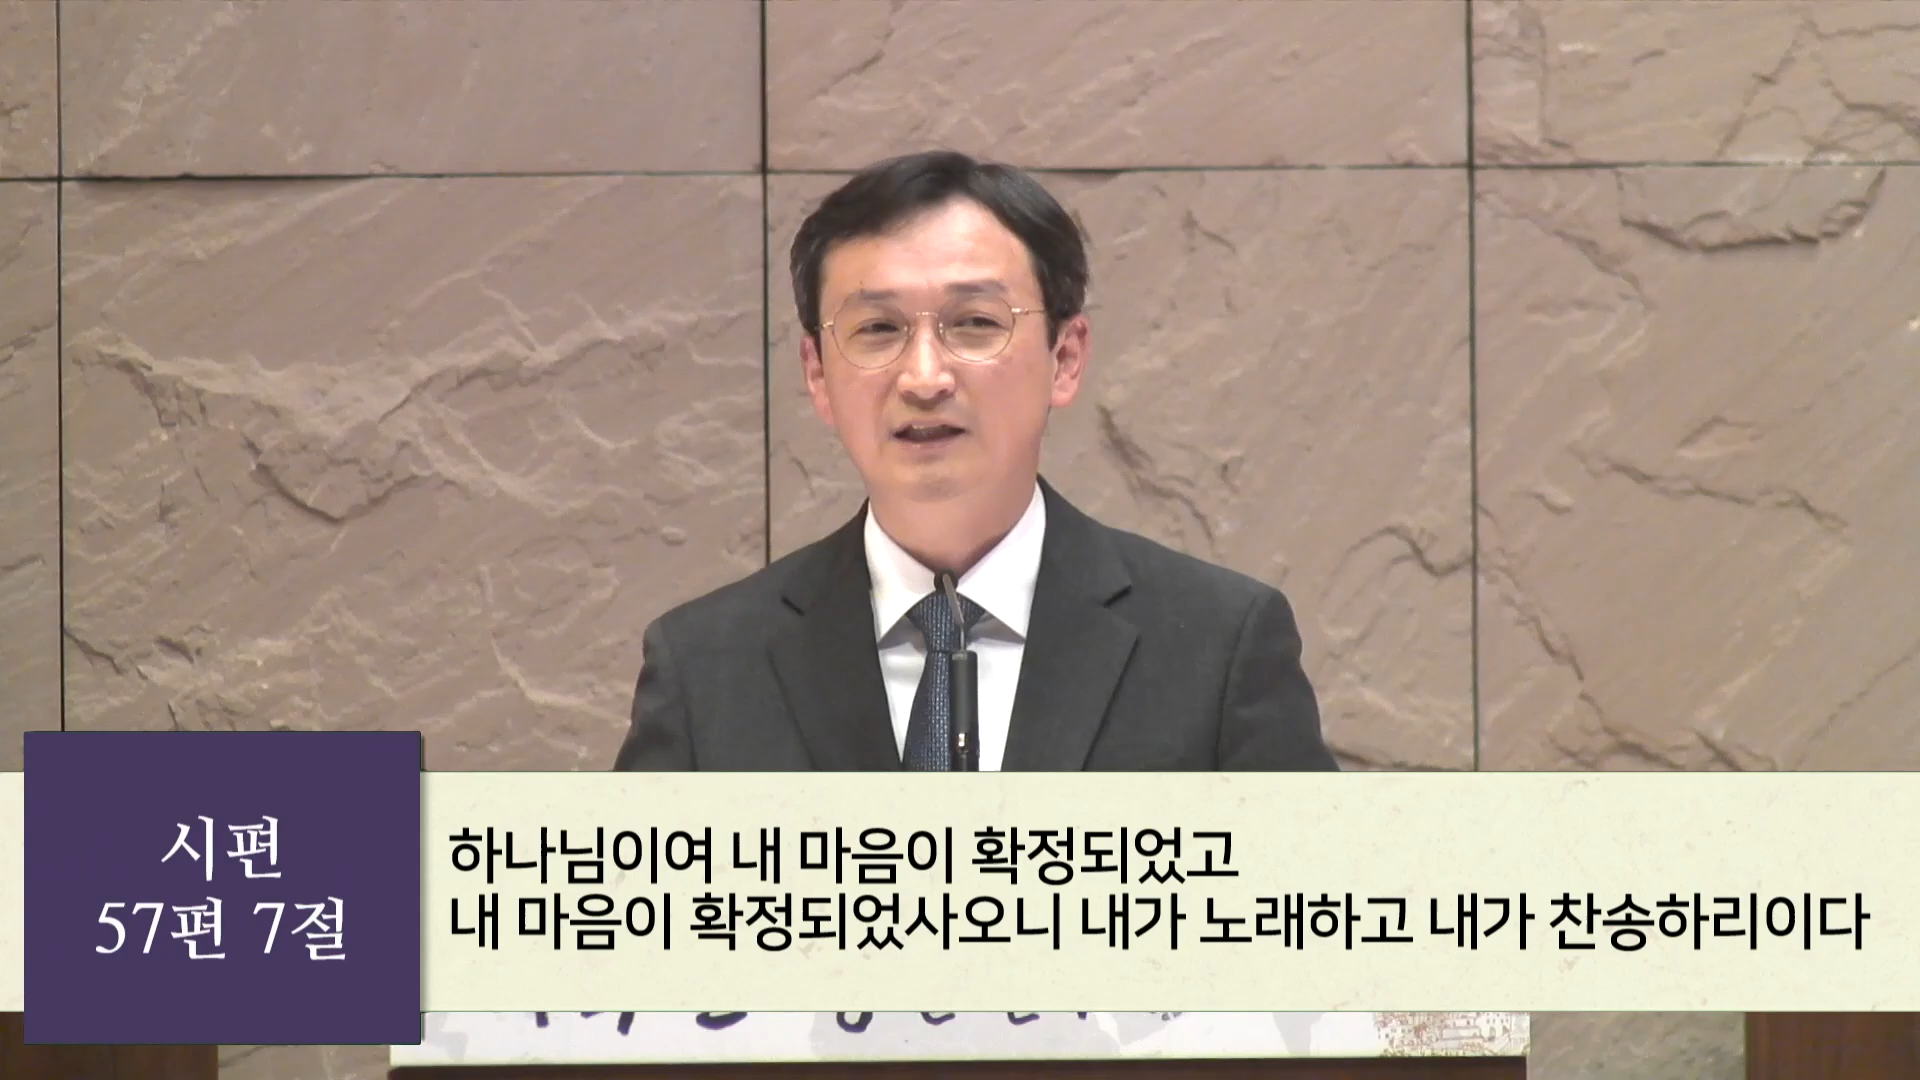 시편
57편 7절
하나님이여 내 마음이 확정되었고
내 마음이 확정되었사오니 내가 노래하고 내가 찬송하리이다